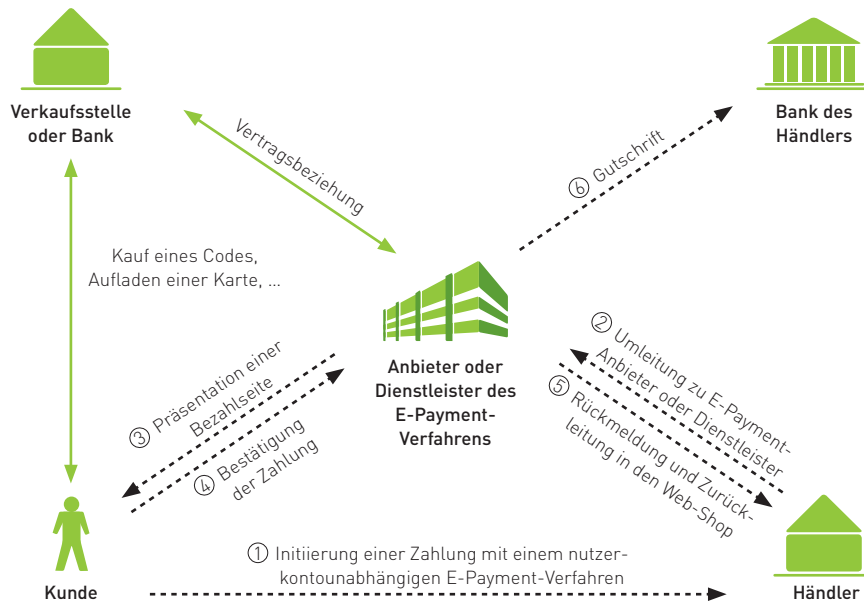 Verkaufsstelle
oder Bank
Bank des
Händlers
Vertragsbeziehung
⑥ Gutschrift
Kauf eines Codes,
Aufladen einer Karte, ...
Anbieter oder
Dienstleister des
E-Payment-
Verfahrens
② Umleitung zu E-Payment-
Anbieter oder Dienstleister
⑤ Rückmeldung und Zurück-
leitung in den Web-Shop
③ Präsentation einer
Bezahlseite
④ Bestätigung
der Zahlung
① Initiierung einer Zahlung mit einem nutzer-
kontounabhängigen E-Payment-Verfahren
Kunde
Händler